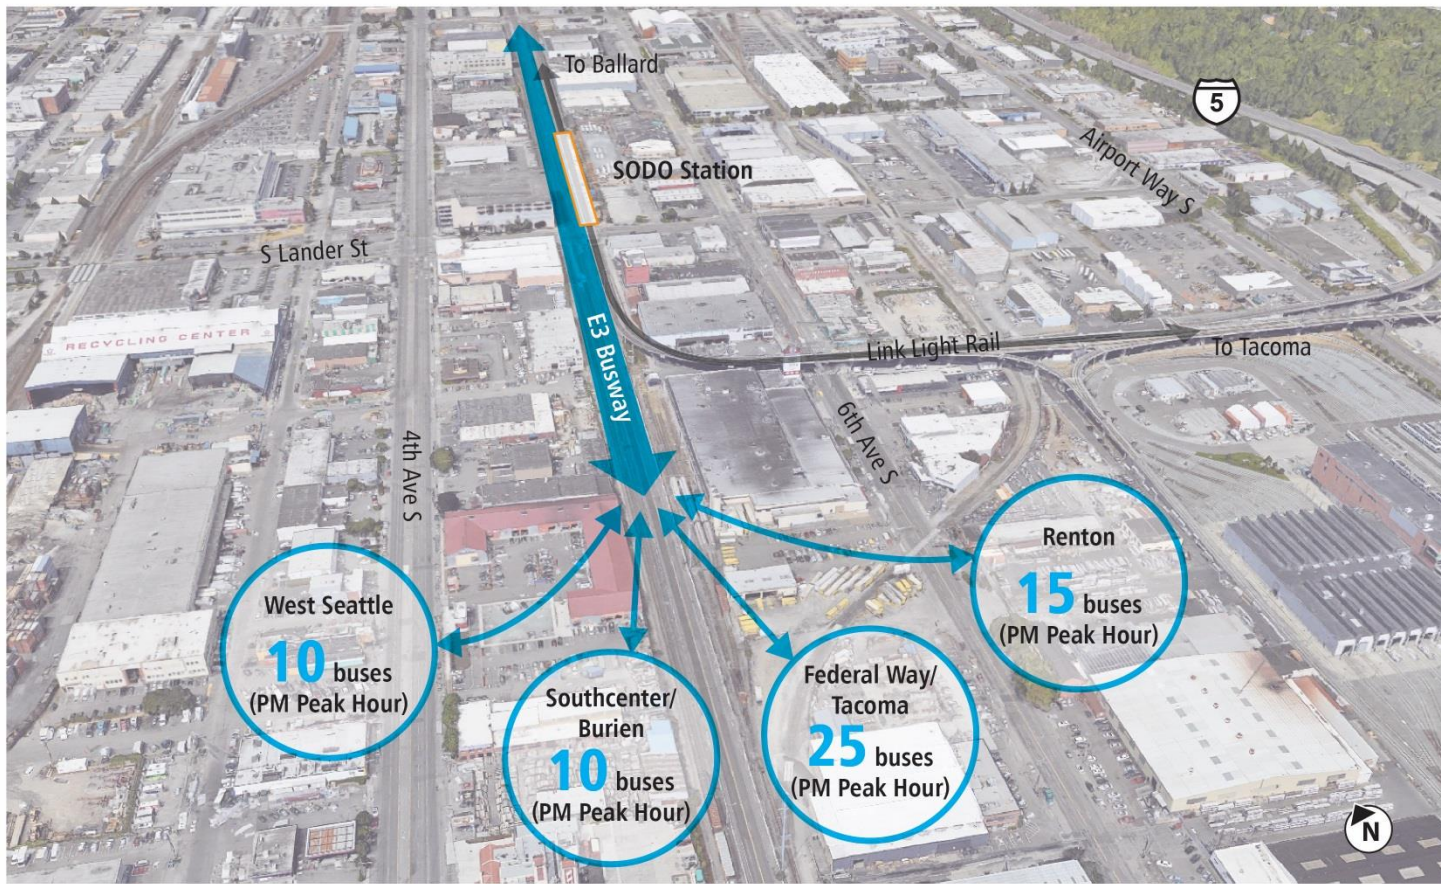 To Ballard
5
Airport Way S
SODO Station
S Lander St
RECYCLING CENTER
E3 Busway
Link Light Rail
To Tacoma
4th Ave S
6th Ave S
Renton
15 buses
(PM Peak Hour)
West Seattle
10 buses
(PM Peak Hour)
Federal Way/
Tacoma
25 buses
(PM Peak Hour)
Southcenter/
Burien
10 buses
(PM Peak Hour)
N